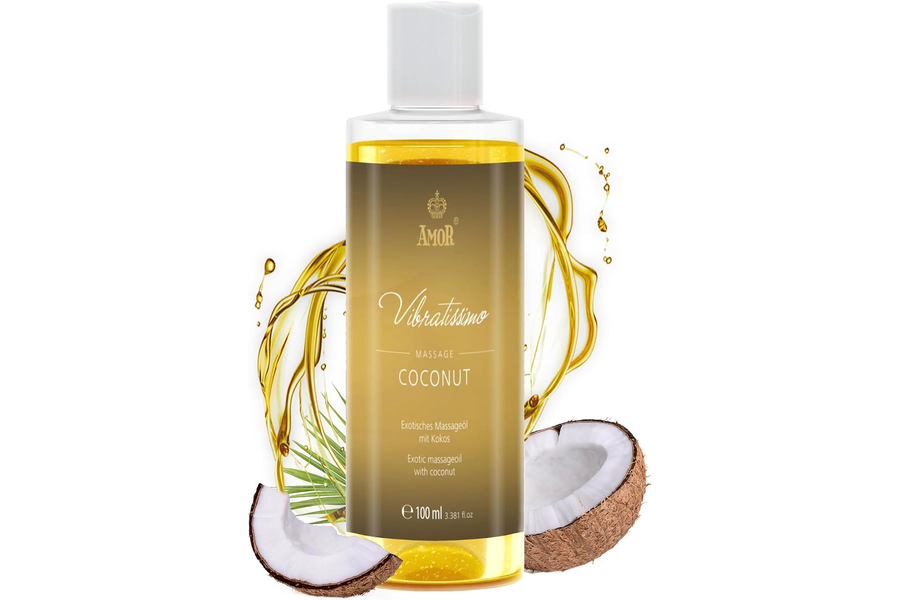 AMOR®
Vibratissimo
MASSAGE
COCONUT
Exotisches Massageöl
mit Kokos
Exotic massageoil
with coconut
℮ 100 ml 3.381 fl.oz